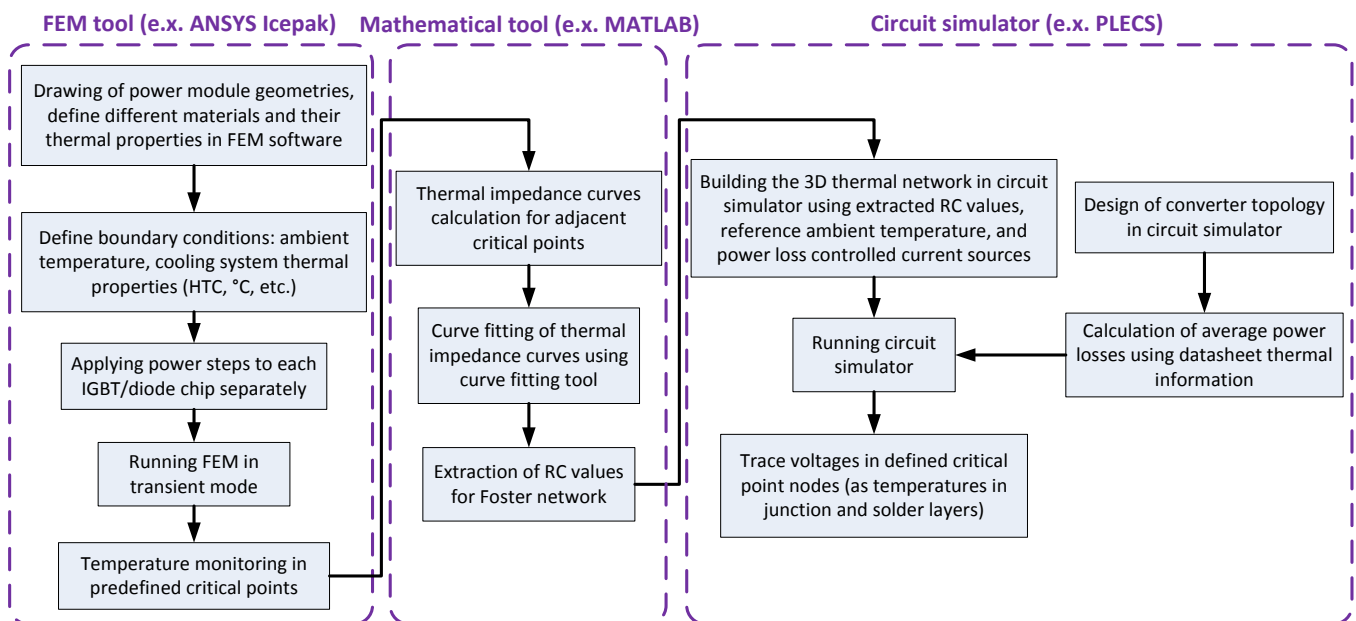 FEM tool (e.x. ANSYS Icepak)
Drawing of power module geometries,
define different materials and their
thermal properties in FEM software
Define boundary conditions: ambient
temperature, cooling system thermal
properties (HTC, °C, etc.)
Applying power steps to each
IGBT/diode chip separately
Running FEM in
transient mode
Temperature monitoring in
predefined critical points
Mathematical tool (e.x. MATLAB)
Thermal impedance curves
calculation for adjacent
critical points
Curve fitting of thermal
impedance curves using
curve fitting tool
Extraction of RC values
for Foster network
Circuit simulator (e.x. PLECS)
Building the 3D thermal network in circuit
simulator using extracted RC values,
reference ambient temperature, and
power loss controlled current sources
Running circuit
simulator
Trace voltages in defined critical
point nodes (as temperatures in
junction and solder layers)
Design of converter topology
in circuit simulator
Calculation of average power
losses using datasheet thermal
information